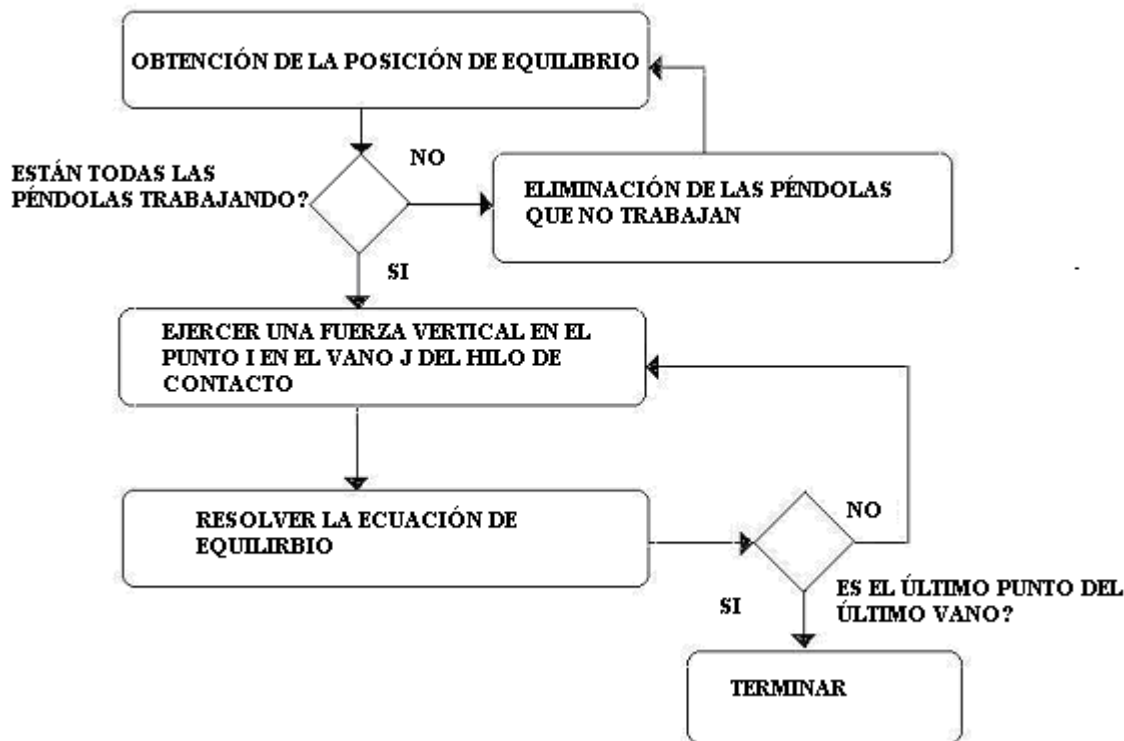 OBTENCIÓN DE LA POSICIÓN DE EQUILIBRIO
ESTÁN TODAS LAS
PÉNDOLAS TRABAJANDO?
NO
ELIMINACIÓN DE LAS PÉNDOLAS
QUE NO TRABAJAN
SI
EJERCER UNA FUERZA VERTICAL EN EL
PUNTO I EN EL VANO J DEL HILO DE
CONTACTO
RESOLVER LA ECUACIÓN DE
EQUILIRBIO
NO
ES EL ÚLTIMO PUNTO DEL
ÚLTIMO VANO?
SI
TERMINAR